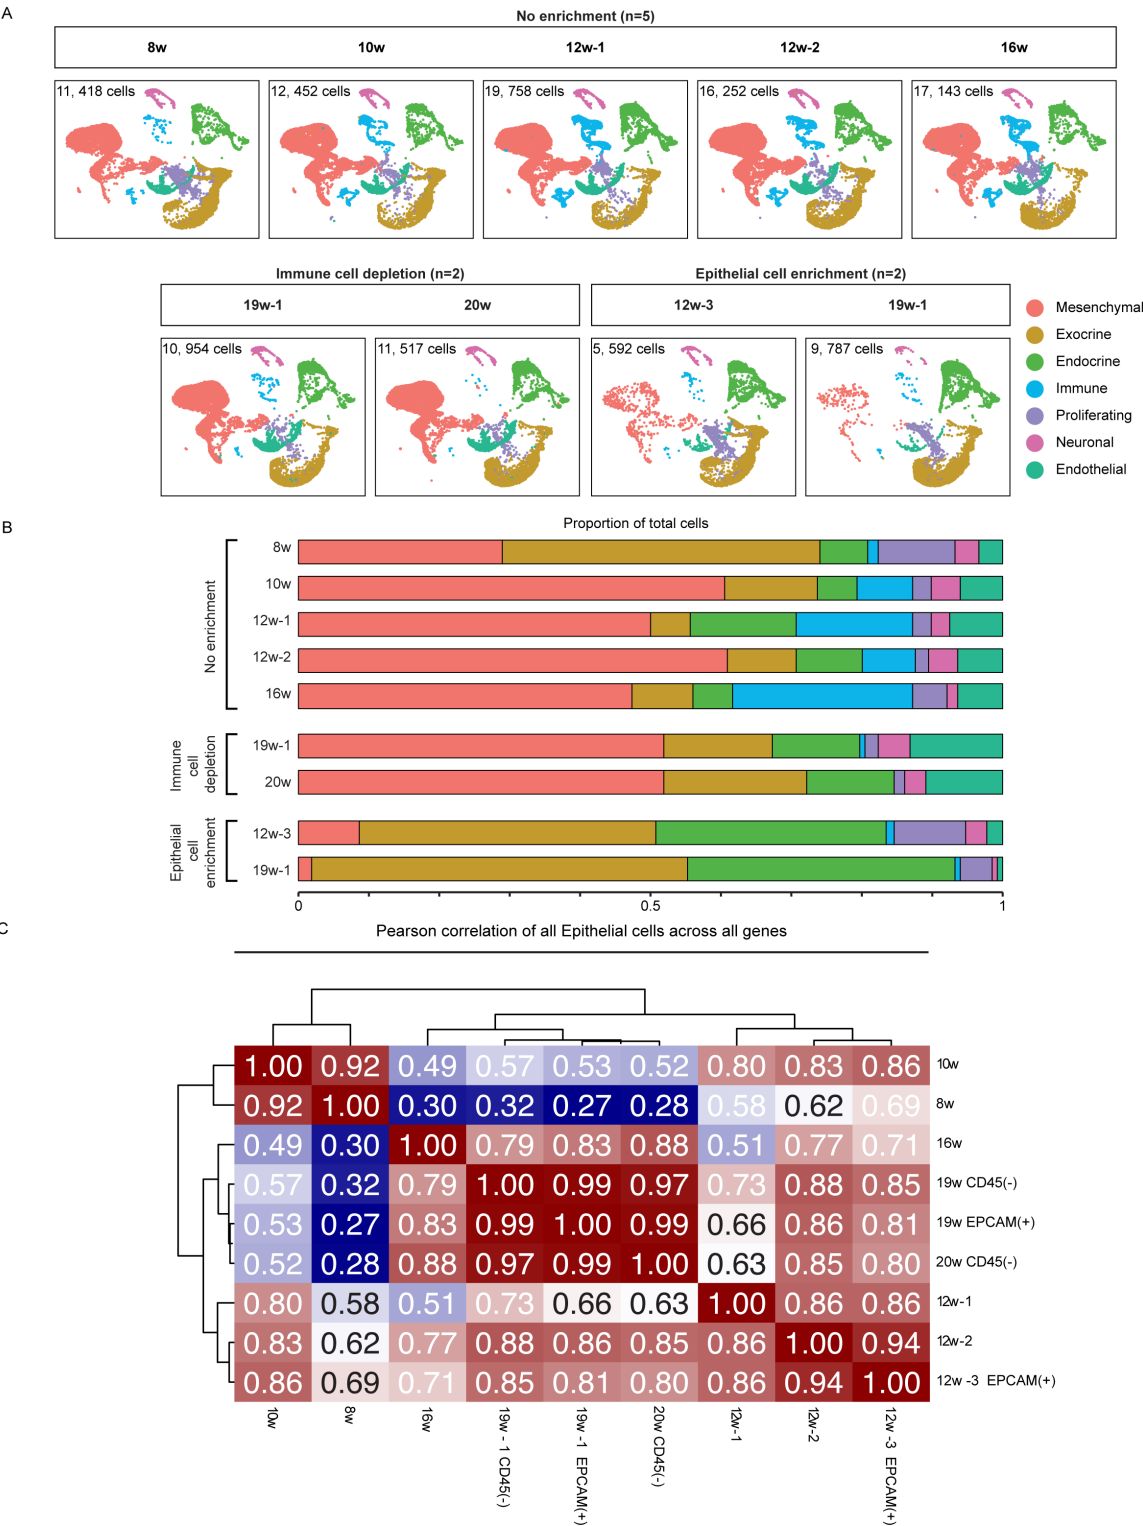 A
No enrichment (n=5)
8w 10w 12w-1 12w-2 16w
11, 418 cells 12, 452 cells 19, 758 cells 16, 252 cells 17, 143 cells
Immune cell depletion (n=2) Epithelial cell enrichment (n=2)
19w-1 20w 12w-3 19w-1
10, 954 cells 11, 517 cells 5, 592 cells 9, 787 cells
Mesenchymal
Exocrine
Endocrine
Immune
Proliferating
Neuronal
Endothelial
B
Proportion of total cells
No enrichment
8w
10w
12w-1
12w-2
16w
Immune
cell
depletion
19w-1
20w
Epithelial
cell
enrichment
12w-3
19w-1
0 0.5 1
C
Pearson correlation of all Epithelial cells across all genes
1.00 0.92 0.49 0.57 0.53 0.52 0.80 0.83 0.86 10w
0.92 1.00 0.30 0.32 0.27 0.28 0.58 0.62 0.69 8w
0.49 0.30 1.00 0.79 0.83 0.88 0.51 0.77 0.71 16w
0.57 0.32 0.79 1.00 0.99 0.97 0.73 0.88 0.85 19w CD45(-)
0.53 0.27 0.83 0.99 1.00 0.99 0.66 0.86 0.81 19w EPCAM(+)
0.52 0.28 0.88 0.97 0.99 1.00 0.63 0.85 0.80 20w CD45(-)
0.80 0.58 0.51 0.73 0.66 0.63 1.00 0.86 0.86 12w-1
0.83 0.62 0.77 0.88 0.86 0.85 0.86 1.00 0.94 12w-2
0.86 0.69 0.71 0.85 0.81 0.80 0.86 0.94 1.00 12w -3 EPCAM(+)
10w
8w
16w
19w - 1 CD45(-)
19w -1 EPCAM(+)
20w CD45(-)
12w-1
12w-2
12w -3 EPCAM(+)